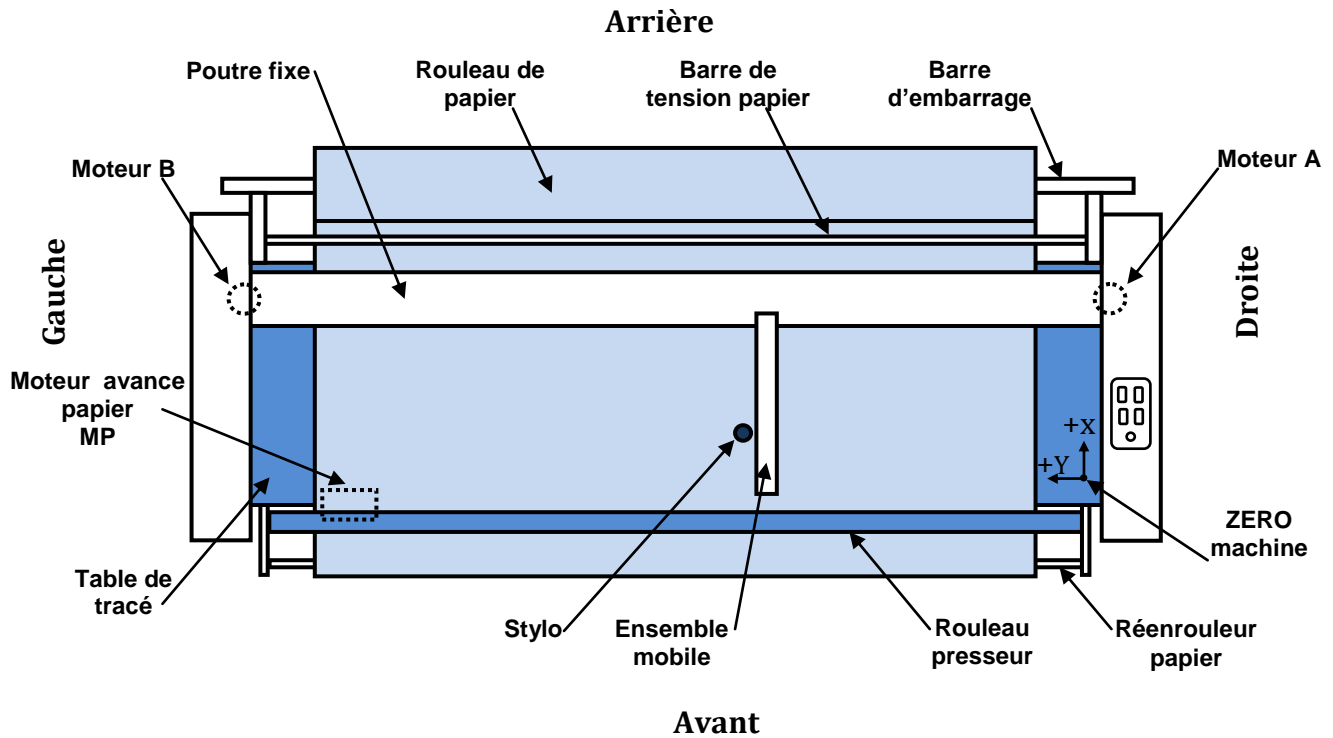 Arrière
Poutre fixe
Rouleau de
papier
Barre de
tension papier
Barre
d’embarrage
Moteur B
Moteur A
Gauche
Droite
Moteur avance
papier
MP
+x
+Y
ZERO
machine
Table de
tracé
Stylo
Ensemble
mobile
Rouleau
presseur
Réenrouleur
papier
Avant